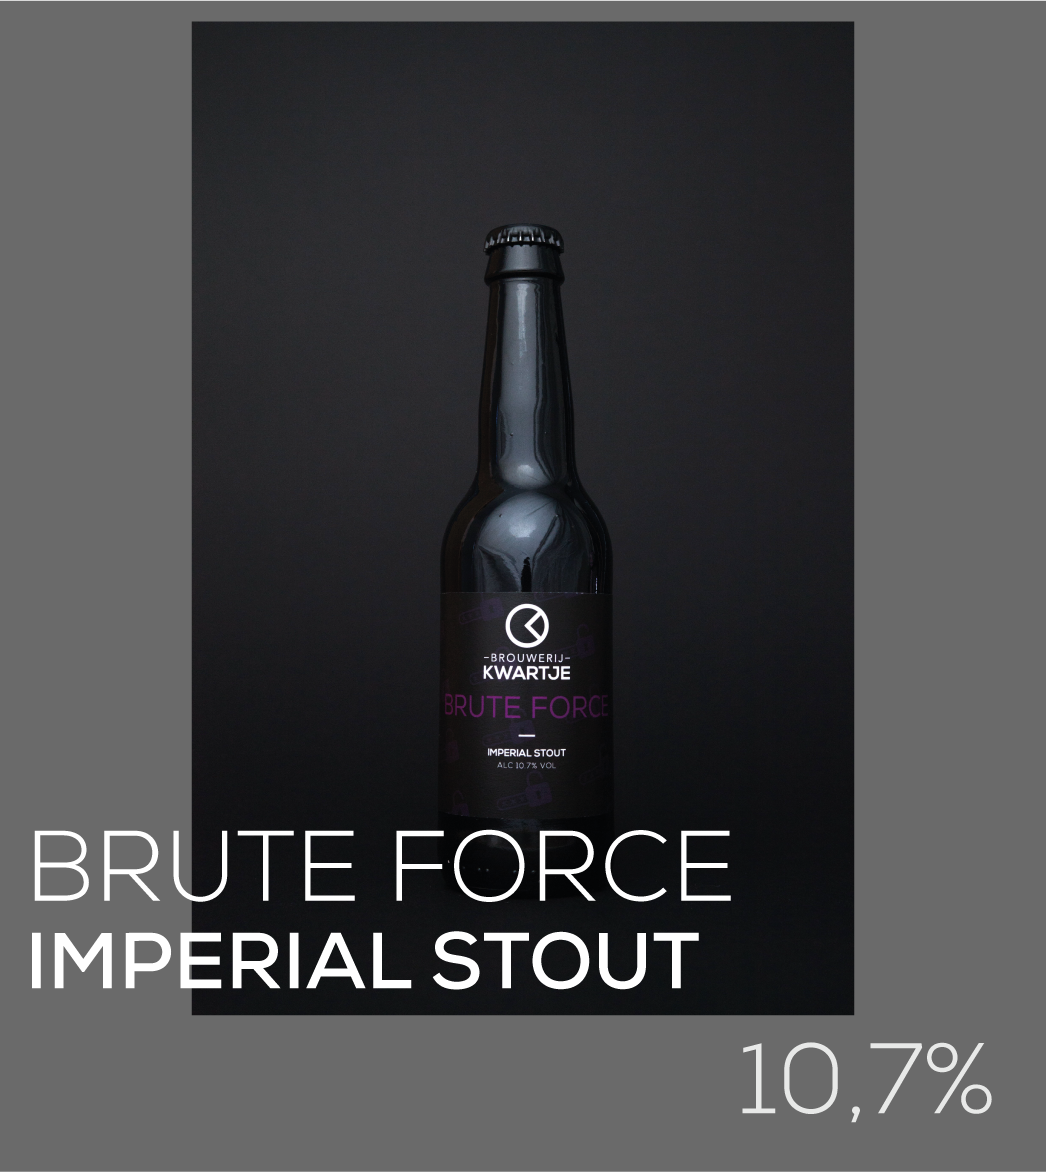 -BROUWERIJ-
KWARTJE
BRUTE FORCE
IMPERIAL STOUT
ALC 10.7% VOL
BRUTE FORCE
IMPERIAL STOUT
10,7%